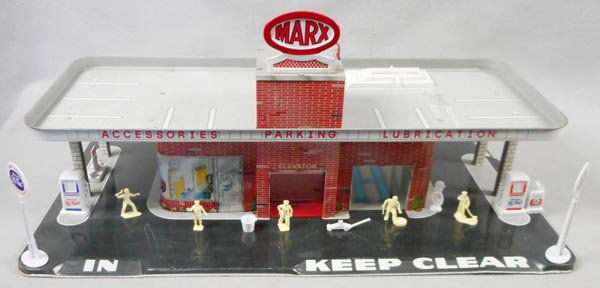 MARX
ACCESSORIES PARKING LUBRICATION
ELEVATOR
IN KEEP CLEAR